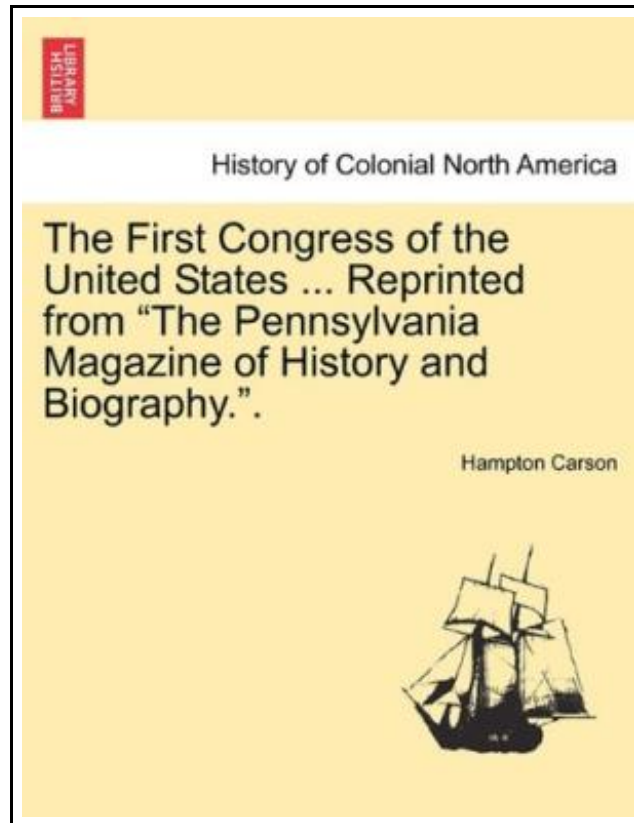 BRITISH
LIBRARY
History of Colonial North America
The First Congress of the
United States ... Reprinted
from “The Pennsylvania
Magazine of History and
Biography.”.
Hampton Carson